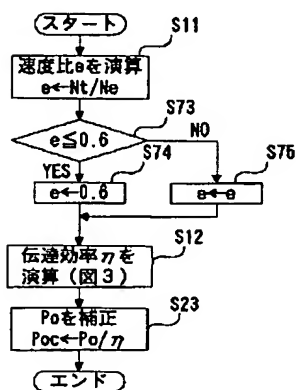 スタート
S11
速度比eを演算
e←Nt/Ne
S73
e≦0.6
NO
YES
S74
S75
e←0.6
e←e
S12
伝達効率ηを
演算(図3)
S23
Poを補正
Poc←Po/η
エンド